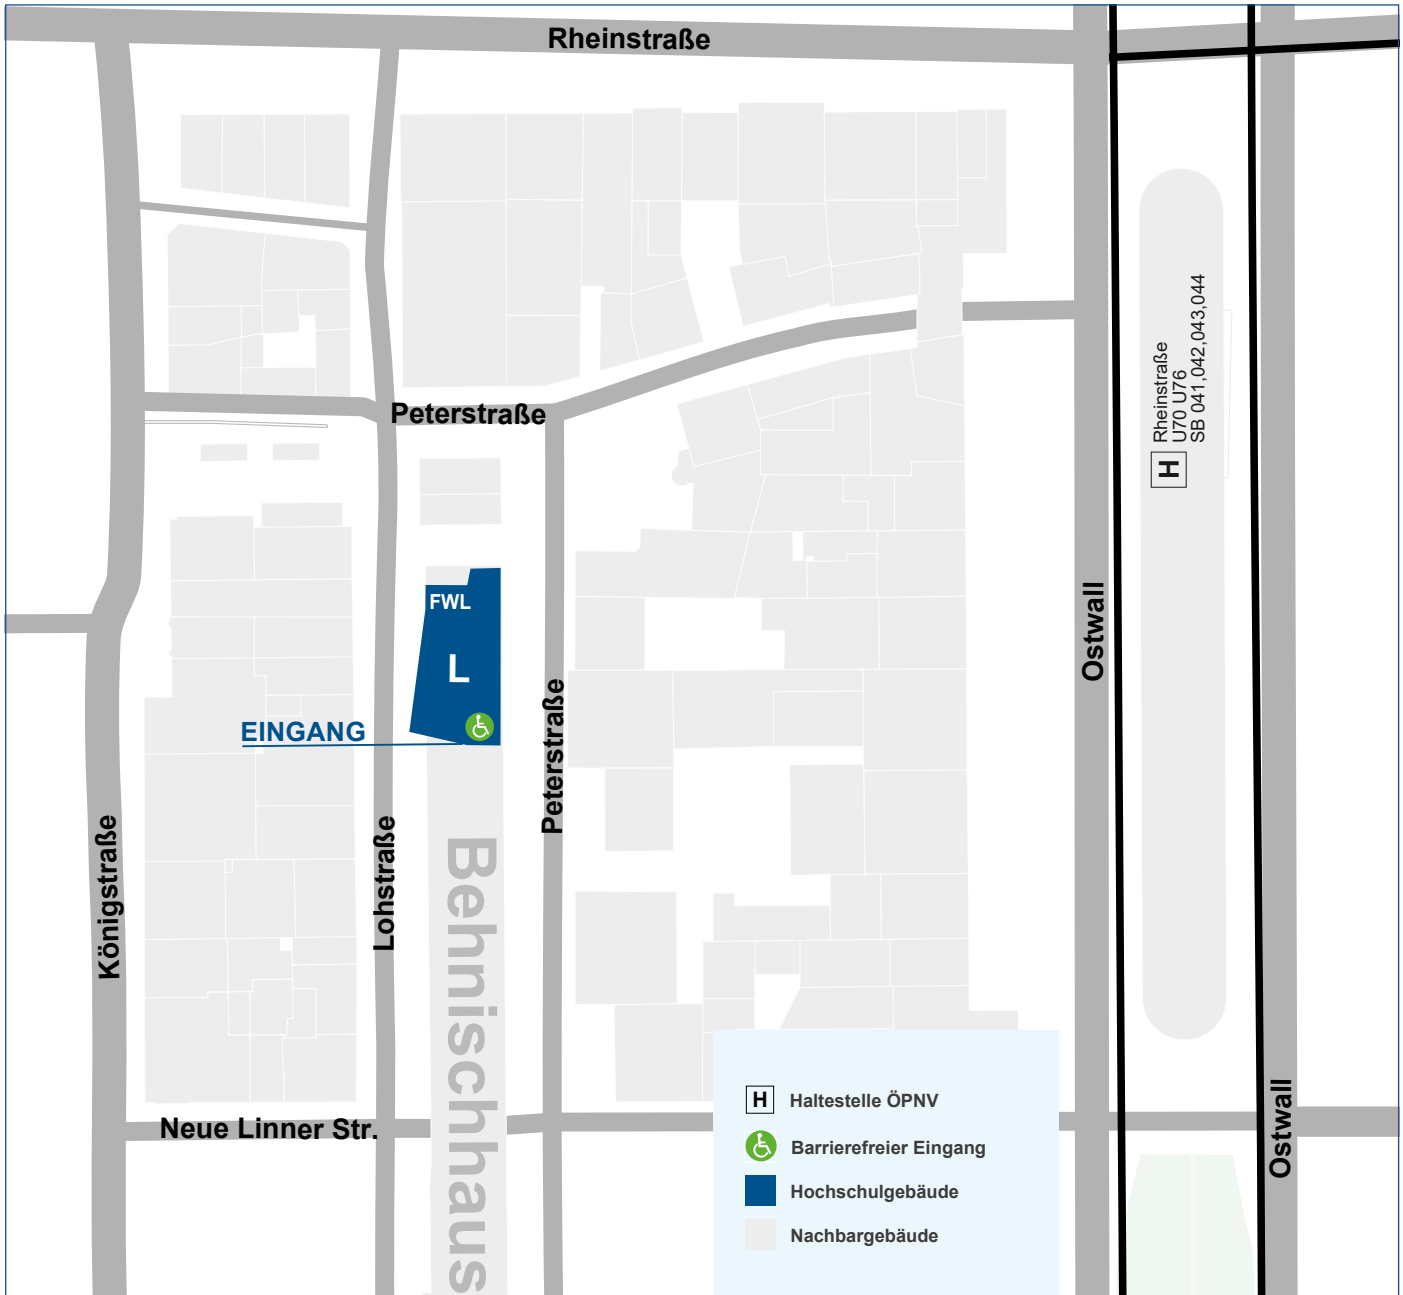 Rheinstraße
Rheinstraße
U70 U76
SB 041,042,043,044
H
Peterstraße
FWL
L
EINGANG
Ostwall
Peterstraße
Königstraße
Lohstraße
Behnischhaus
Neue Linner Str.
Ostwall
H Haltestelle ÖPNV
Barrierefreier Eingang
Hochschulgebäude
Nachbargebäude